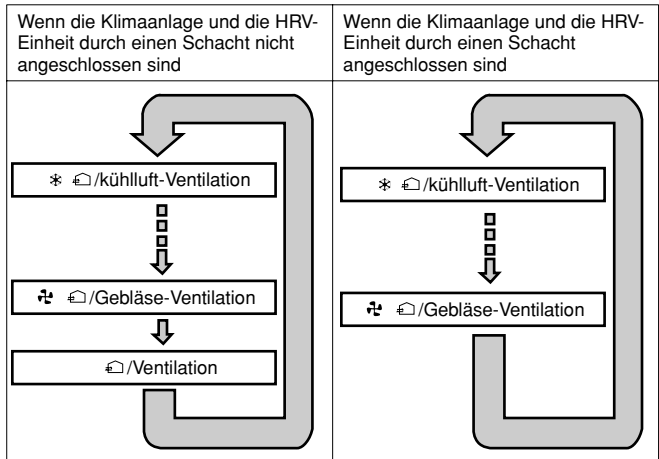 Wenn die Klimaanlage und die HRV-
Einheit durch einen Schacht nicht
angeschlossen sind
/kühlluft-Ventilation
/Gebläse-Ventilation
/Ventilation
Wenn die Klimaanlage und die HRV-
Einheit durch einen Schacht
angeschlossen sind
/kühlluft-Ventilation
/Gebläse-Ventilation